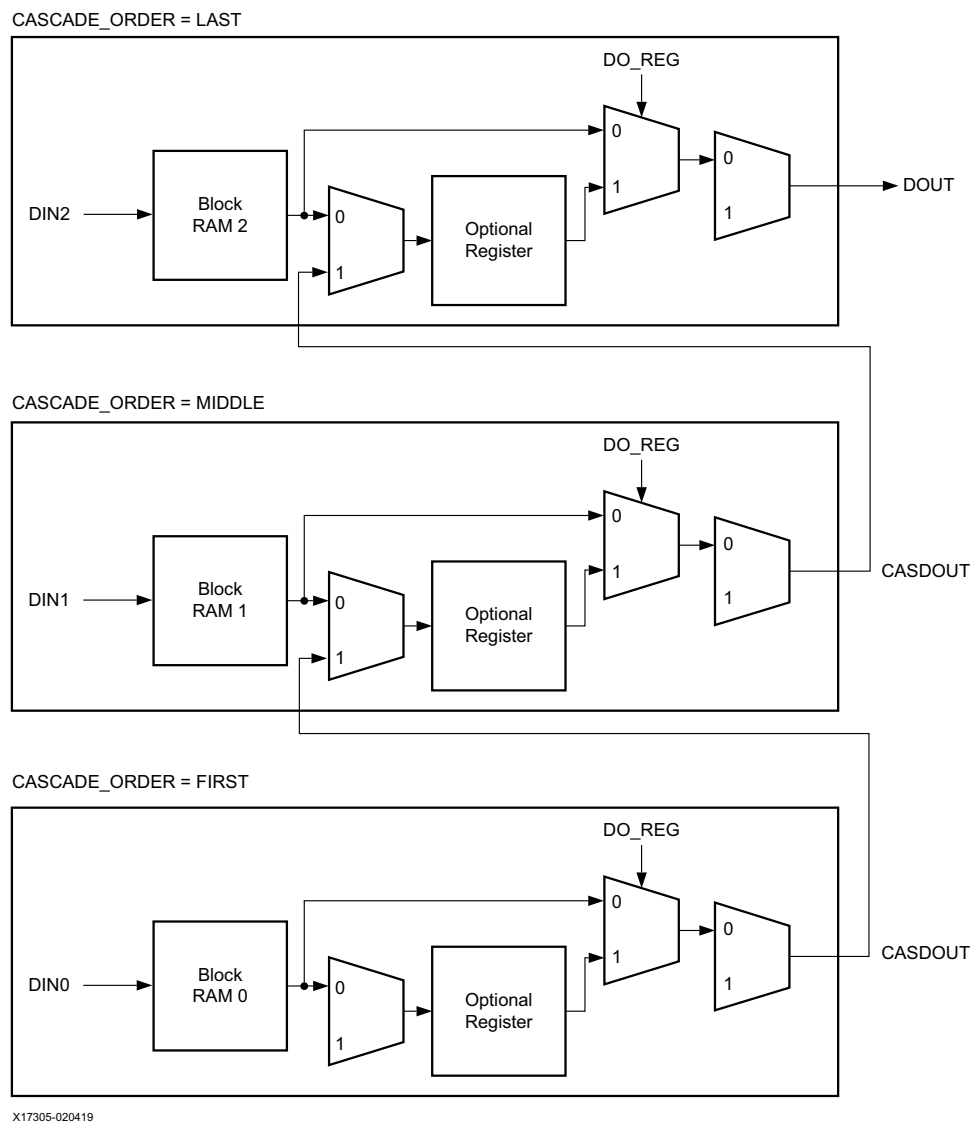 CASCADE_ORDER = LAST
DO_REG
0
1
0
1
DIN2
Block
RAM 2
0
1
Optional
Register
DOUT
CASCADE_ORDER = MIDDLE
DO_REG
0
1
0
1
DIN1
Block
RAM 1
0
1
Optional
Register
CASDOUT
CASCADE_ORDER = FIRST
DO_REG
0
1
0
1
DIN0
Block
RAM 0
0
1
Optional
Register
CASDOUT
X17305-020419